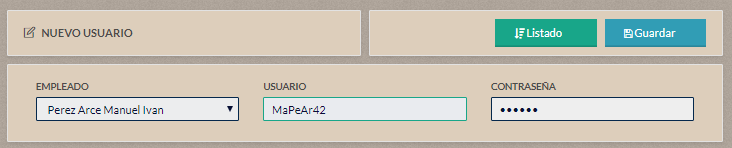 NUEVO USUARIO
Listado
Guardar
EMPLEADO
USUARIO
CONTRASEÑA
Perez Arce Manuel Ivan
MaPeAr42
••••••